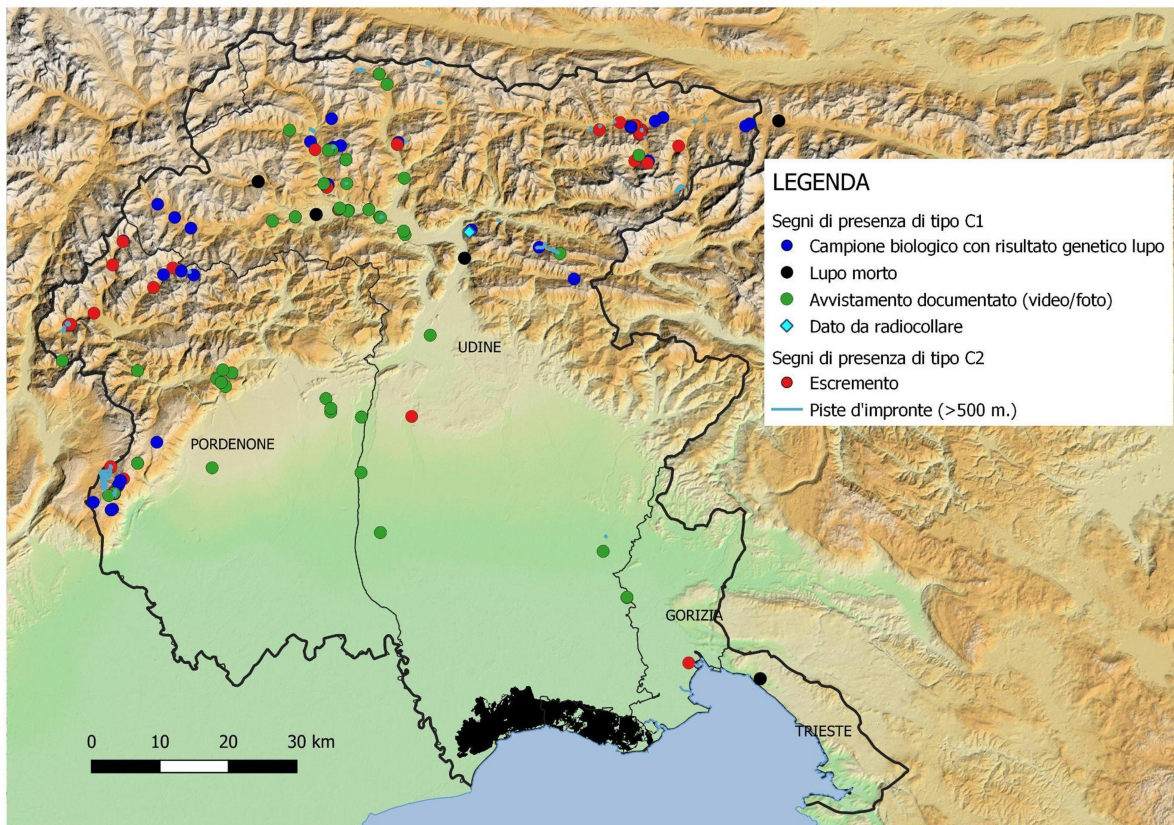 UDINE
PORDENONE
GORIZIA
TRIESTE
0 10 20 30 km
LEGENDA
Segni di presenza di tipo C1
Campione biologico con risultato genetico lupo
Lupo morto
Avvistamento documentato (video/foto)
Dato da radiocollare
Segni di presenza di tipo C2
Escremento
Piste d'impronte (>500 m.)